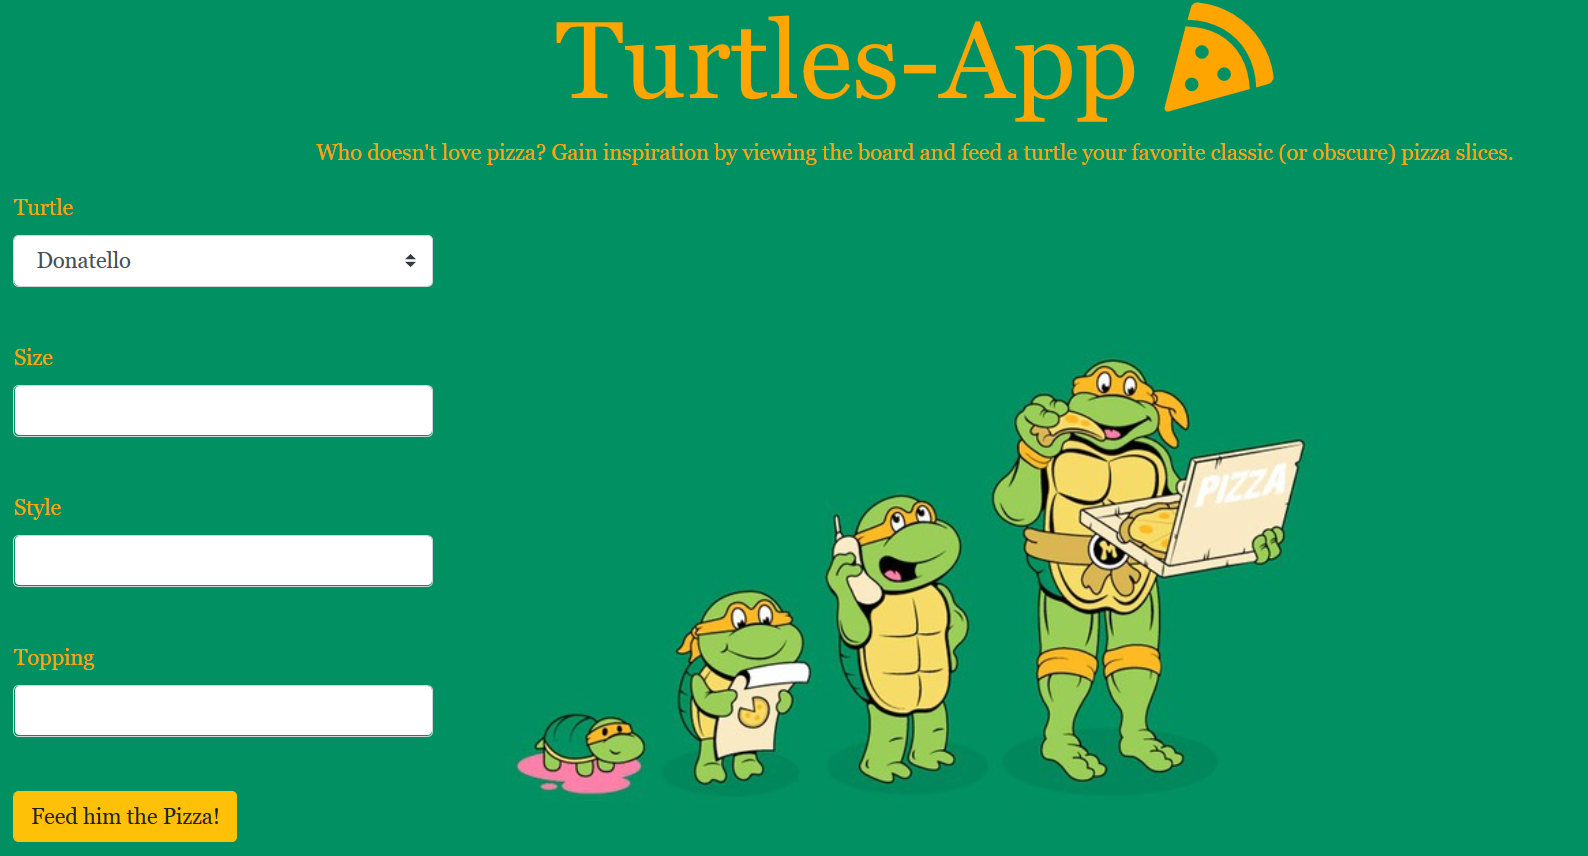 Turtles-App
Who doesn't love pizza? Gain inspiration by viewing the board and feed a turtle your favorite classic (or obscure) pizza slices.
Turtle
Donatello
Size
Style
Topping
Feed him the Pizza!
PIZZA
M